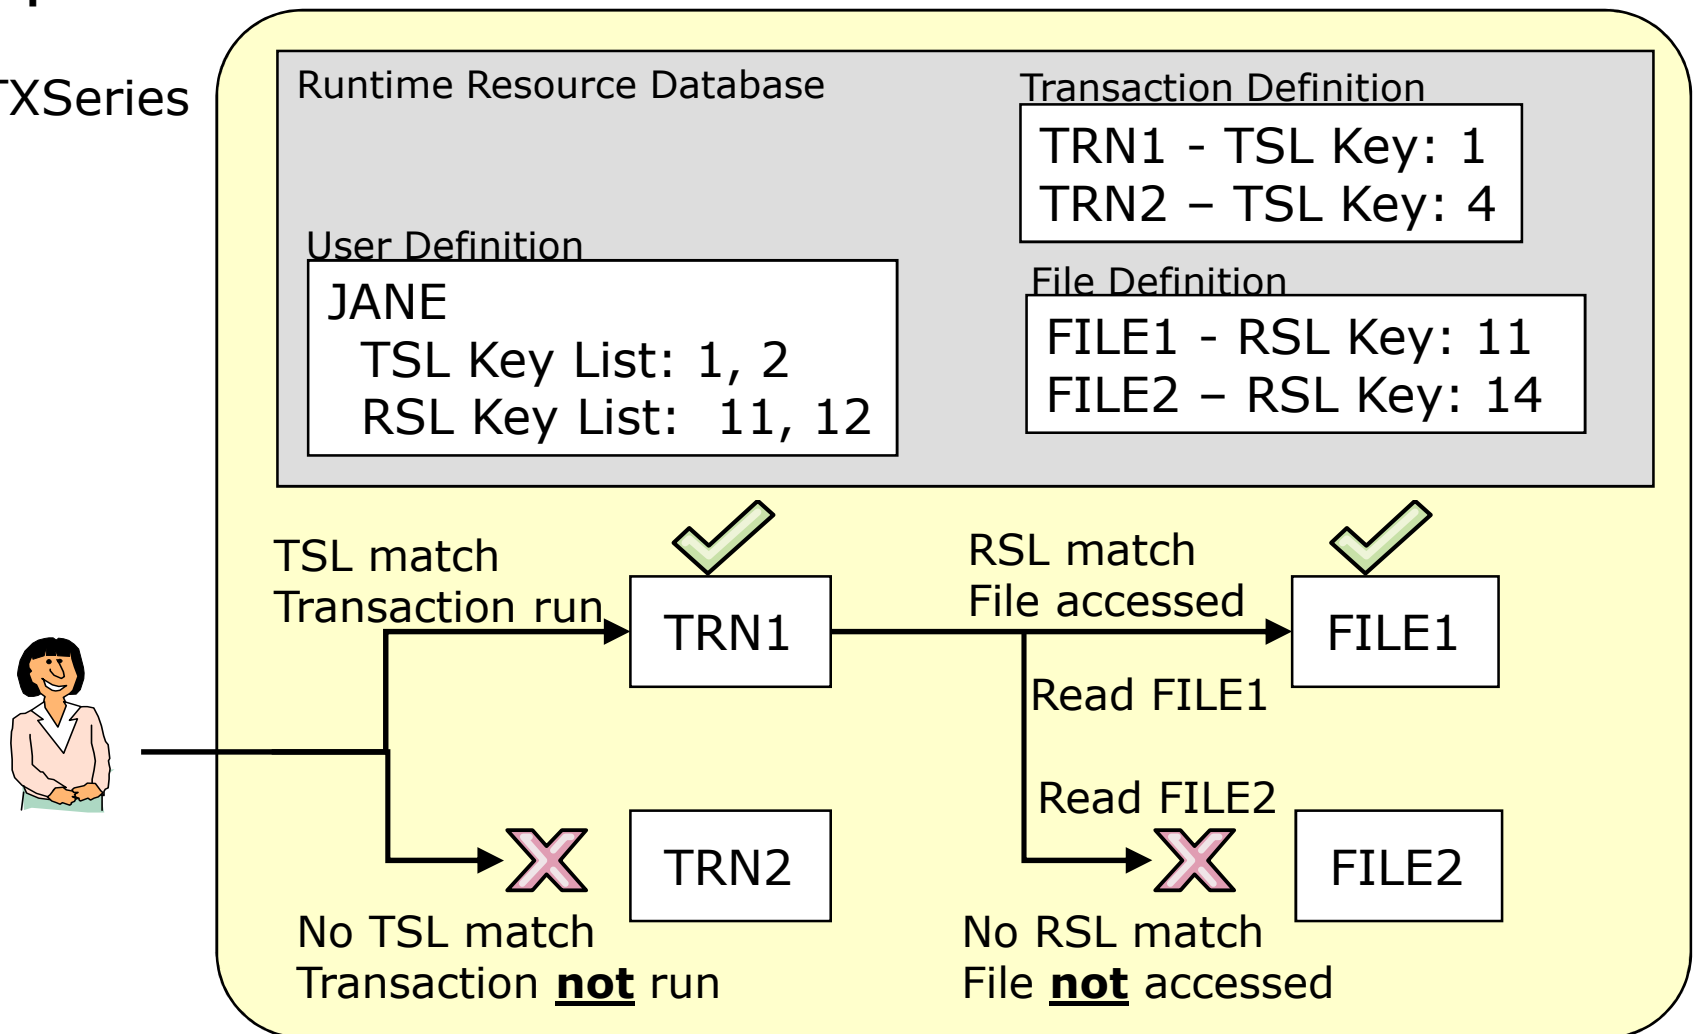 TXSeries
Runtime Resource Database
Transaction Definition
TRN1 - TSL Key: 1
TRN2 – TSL Key: 4
User Definition
JANE
TSL Key List: 1, 2
RSL Key List: 11, 12
File Definition
FILE1 - RSL Key: 11
FILE2 – RSL Key: 14
TSL match
Transaction run
TRN1
RSL match
File accessed
FILE1
Read FILE1
Read FILE2
TRN2
FILE2
No TSL match
Transaction not run
No RSL match
File not accessed